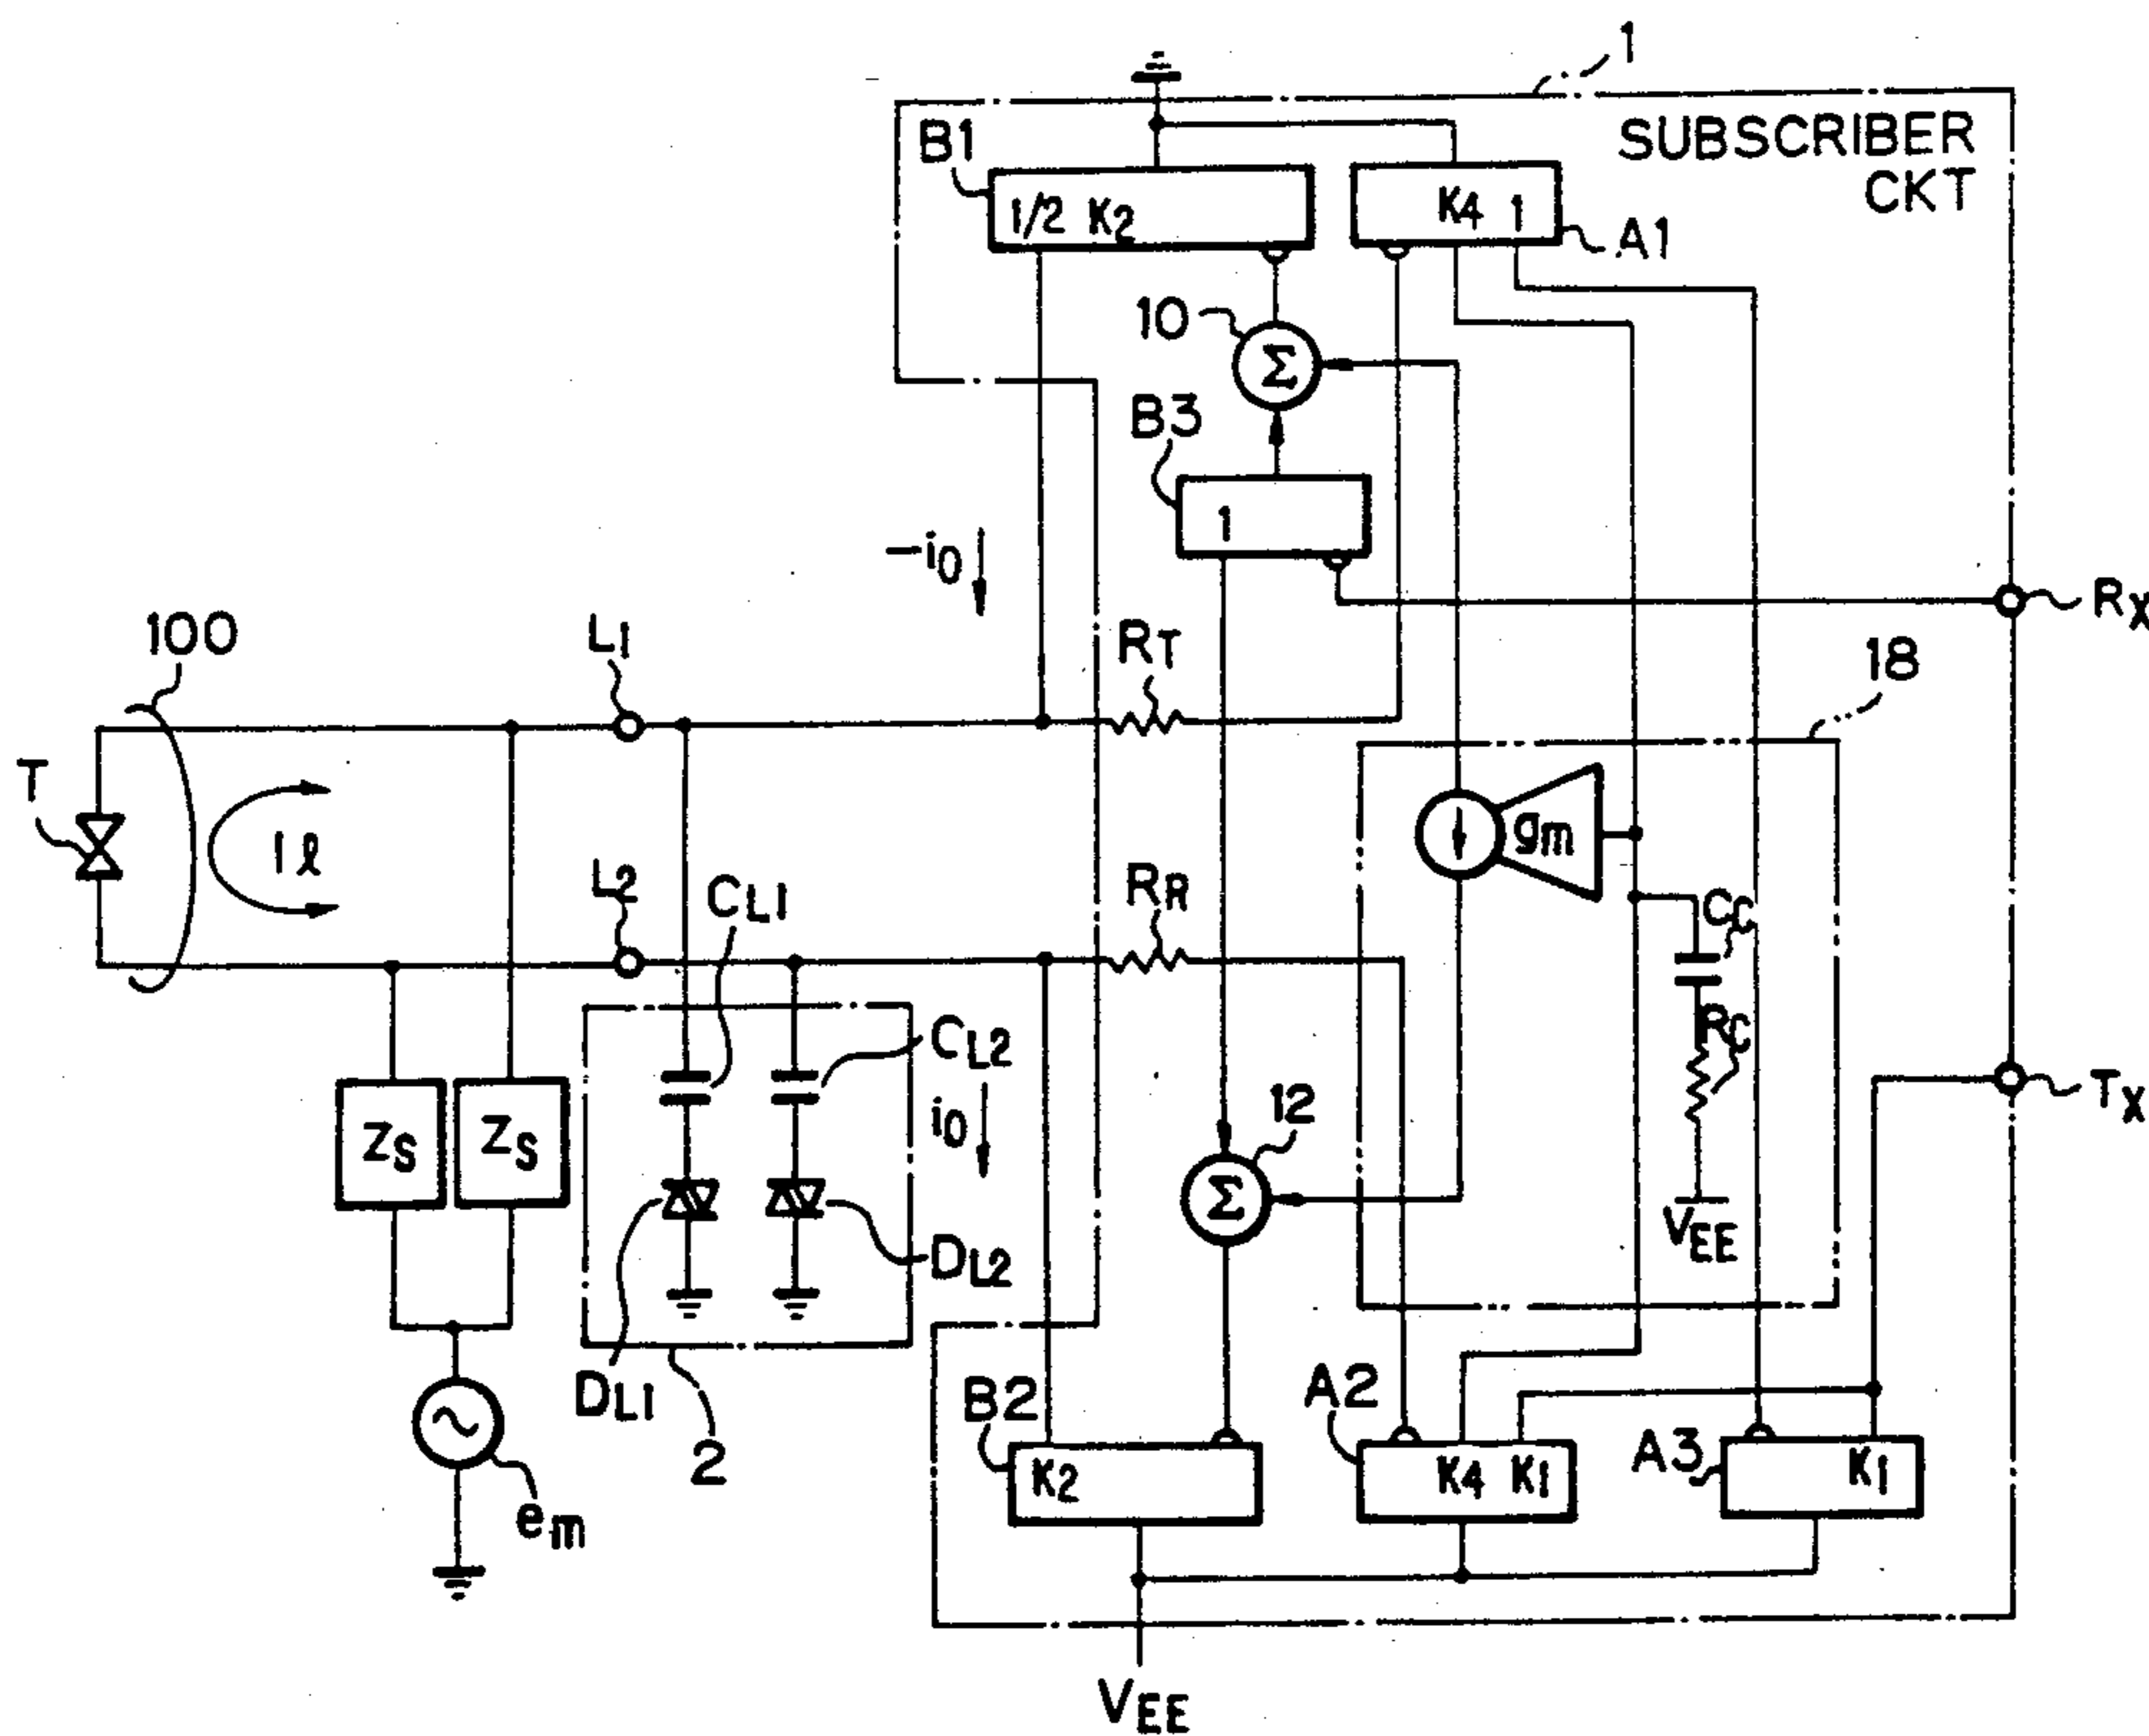 1
SUBSCRIBER
CKT
B1
1/2 K2
K4 1
A1
10
Σ
B3
1
-i0
RX
100
L1
RT
18
T
1ℓ
gm
L2
CL1
RR
CC
CL2
RC
i0
12
TX
ZS
ZS
Σ
DL2
VEE
DL1
2
B2
A2
A3
K2
K4 K1
K1
em
VEE